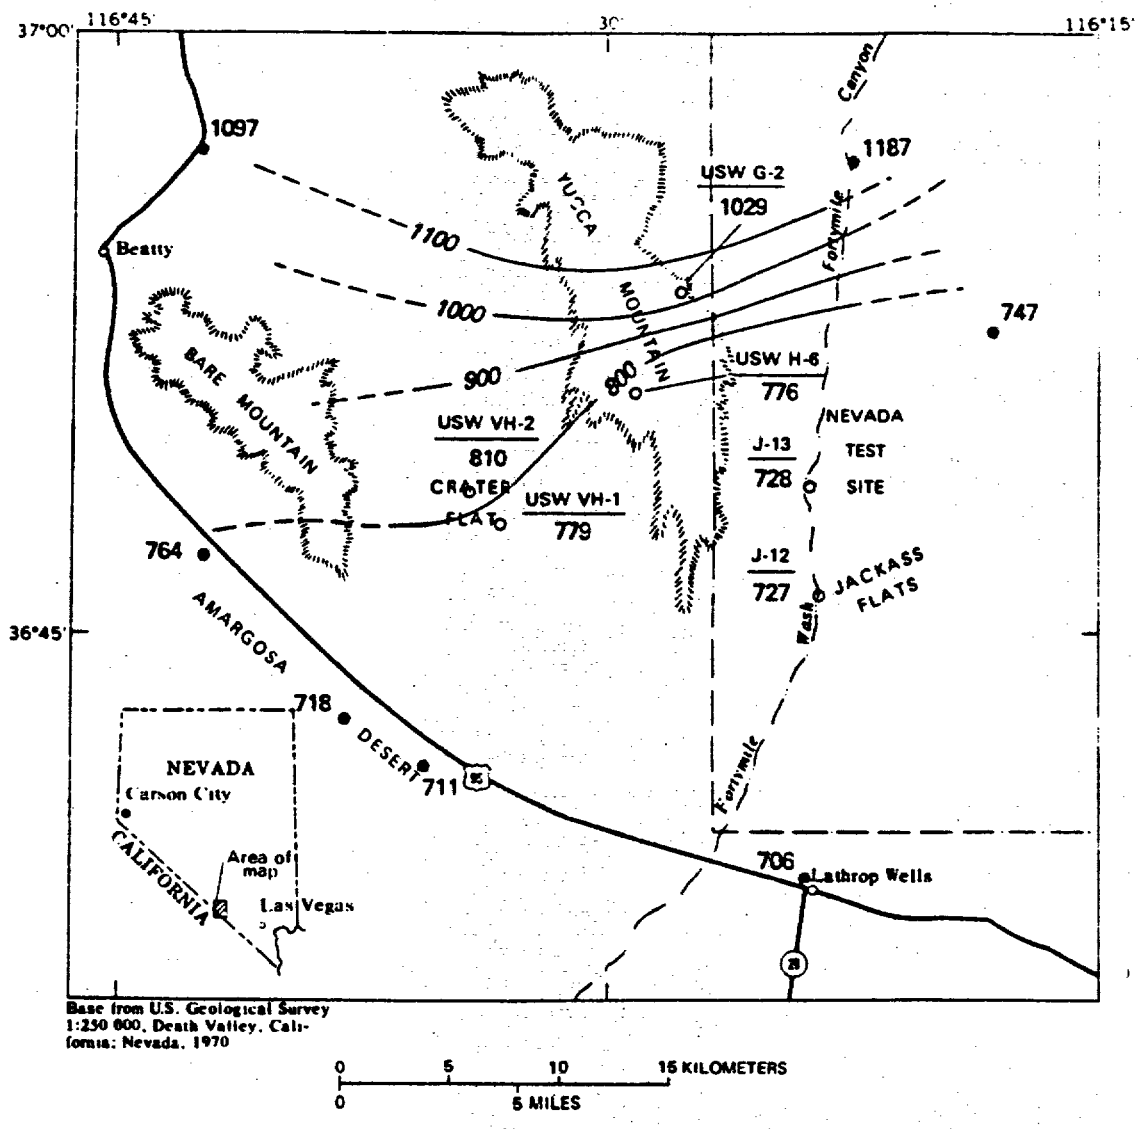 37°00' 116°45' 30' 116°15'
Canyon
1097
1187
YUCCA
USW G-2
1029
Fortymile
1100
Beatty
MOUNTAIN
1000
747
BARE
MOUNTAIN
900
800
USW H-6
776
USW VH-2
810
NEVADA
TEST
SITE
J-13
728
CRATER
FLAT
USW VH-1
779
764
J-12
727
JACKASS
FLATS
AMARGOSA
Wash
36°45'
718
DESERT
711
95
Fortymile
NEVADA
Carson City
CALIFORNIA
Area of
map
Las Vegas
706
Lathrop Wells
29
Base from U.S. Geological Survey
1:250 000, Death Valley, Cali-
fornia; Nevada, 1970
0 5 10 15 KILOMETERS
0 5 MILES